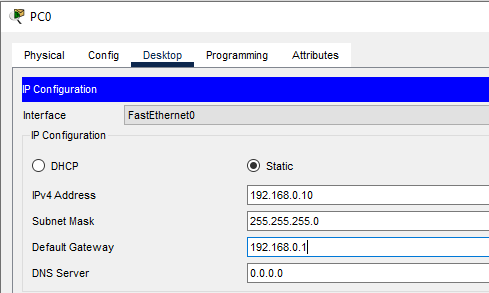 PC0
Physical Config Desktop Programming Attributes
IP Configuration
Interface FastEthernet0
IP Configuration
DHCP Static
IPv4 Address 192.168.0.10
Subnet Mask 255.255.255.0
Default Gateway 192.168.0.1
DNS Server 0.0.0.0